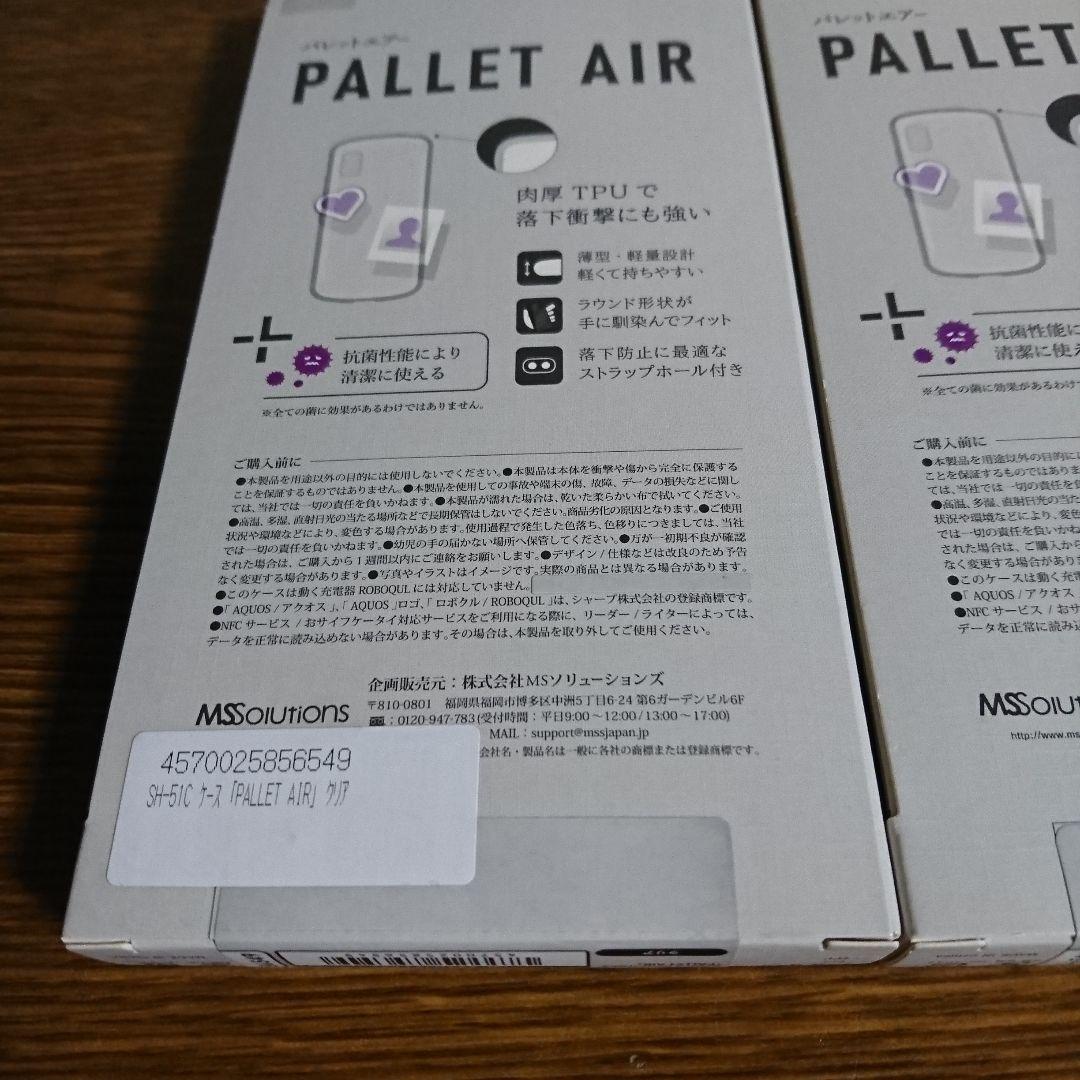 パレットエアー
PALLET AIR
肉厚 TPU で
落下衝撃にも強い
薄型・軽量設計
軽くて持ちやすい
ラウンド形状が
手に馴染んでフィット
落下防止に最適な
ストラップホール付き
抗菌性能により
清潔に使える
※全ての菌に効果があるわけではありません。
ご購入前に
●本製品を用途以外の目的には使用しないでください。●本製品は本体を衝撃や傷から完全に保護する
ことを保証するものではありません。●本製品を使用しての事故や端末の傷、故障、データの損失などに関し
ては、当社では一切の責任を負いかねます。●本製品が濡れた場合は、乾いた柔らかい布で拭いてください。
●高温、多湿、直射日光の当たる場所などで長期保管はしないでください。商品劣化の原因となります。●ご使用
状況や環境などにより、変色する場合があります。使用過程で発生した色落ち、色移りにつきましては、当社
では一切の責任を負いかねます。●幼児の手の届かない場所へ保管してください。●万が一初期不良が確認
された場合は、ご購入から1週間以内にご連絡をお願いします。●デザイン / 仕様などは改良のため予告
なく変更する場合があります。●写真やイラストはイメージです。実際の商品とは異なる場合があります。
●このケースは動く充電器 ROBOQUL には対応していません。
●「 AQUOS / アクオス 」、「 AQUOS 」ロゴ、「 ロボクル / ROBOQUL 」は、シャープ株式会社の登録商標です。
●NFC サービス / おサイフケータイ対応サービスをご利用になる際に、リーダー / ライターによっては、
データを正常に読み込めない場合があります。その場合は、本製品を取り外してご使用ください。
MSSolutions
企画販売元：株式会社MSソリューションズ
〒810-0801 福岡県福岡市博多区中洲5丁目6-24 第6ガーデンビル6F
：0120-947-783 (受付時間：平日9:00～12:00 / 13:00～17:00)
MAIL：support@mssjapan.jp
会社名・製品名は一般に各社の商標または登録商標です。
4570025856549
SH-51C ケース「PALLET AIR」 クリア
パレットエアー
PALLET
抗菌性能に
清潔に使え
※全ての菌に効果があるわけ
ご購入前に
●本製品を用途以外の目的には
ことを保証するものではありま
ては、当社では一切の責任を負い
●高温、多湿、直射日光の当た
状況や環境などにより、変色
では一切の責任を負いかね
された場合は、ご購入か
なく変更する場合があり
●このケースは動く充電
●「 AQUOS / アクオス
●NFC サービス / おサ
データを正常に読み込
MSSolu
http://www.ms